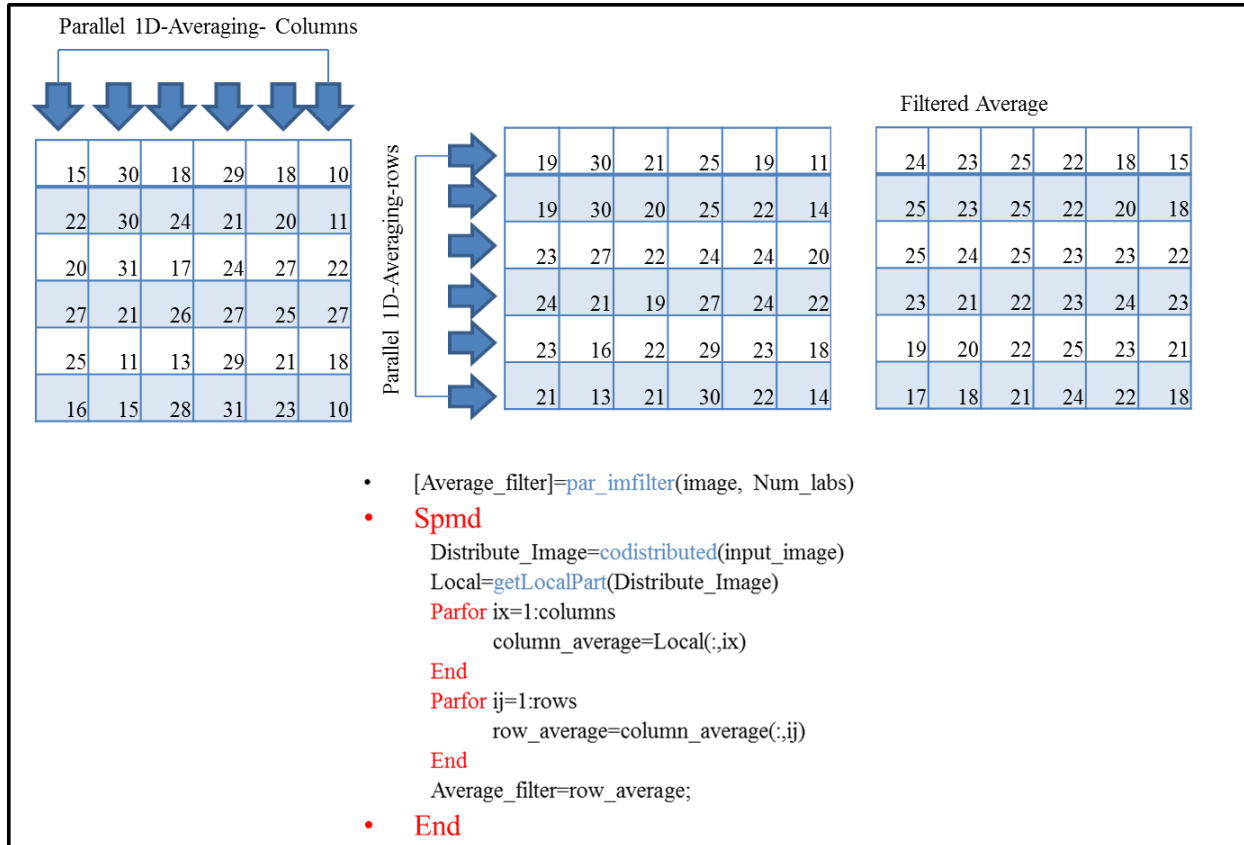 Parallel 1D-Averaging- Columns
15 30 18 29 18 10
22 30 24 21 20 11
20 31 17 24 27 22
27 21 26 27 25 27
25 11 13 29 21 18
16 15 28 31 23 10
Parallel 1D-Averaging-rows
19 30 21 25 19 11
19 30 20 25 22 14
23 27 22 24 24 20
24 21 19 27 24 22
23 16 22 29 23 18
21 13 21 30 22 14
Filtered Average
24 23 25 22 18 15
25 23 25 22 20 18
25 24 25 23 23 22
23 21 22 23 24 23
19 20 22 25 23 21
17 18 21 24 22 18
• [Average_filter]=par_imfilter(image, Num_labs)
• Spmd
Distribute_Image=codistributed(input_image)
Local=getLocalPart(Distribute_Image)
Parfor ix=1:columns
column_average=Local(:,ix)
End
Parfor ij=1:rows
row_average=column_average(:,ij)
End
Average_filter=row_average;
• End